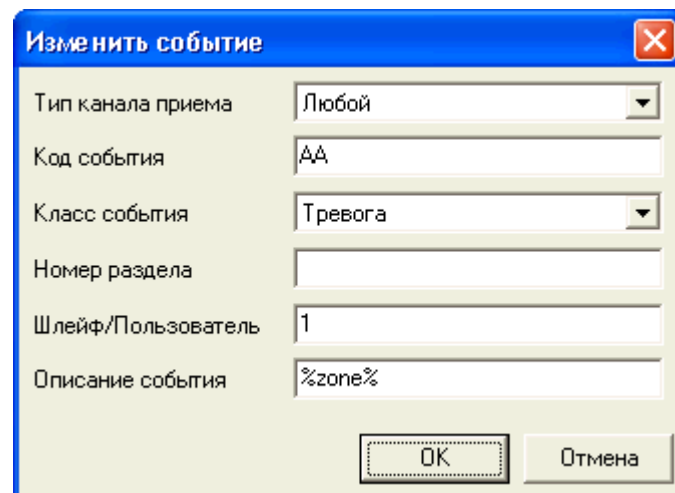 Изменить событие
Тип канала приема Любой
Код события AA
Класс события Тревога
Номер раздела
Шлейф/Пользователь 1
Описание события %zone%
OK Отмена